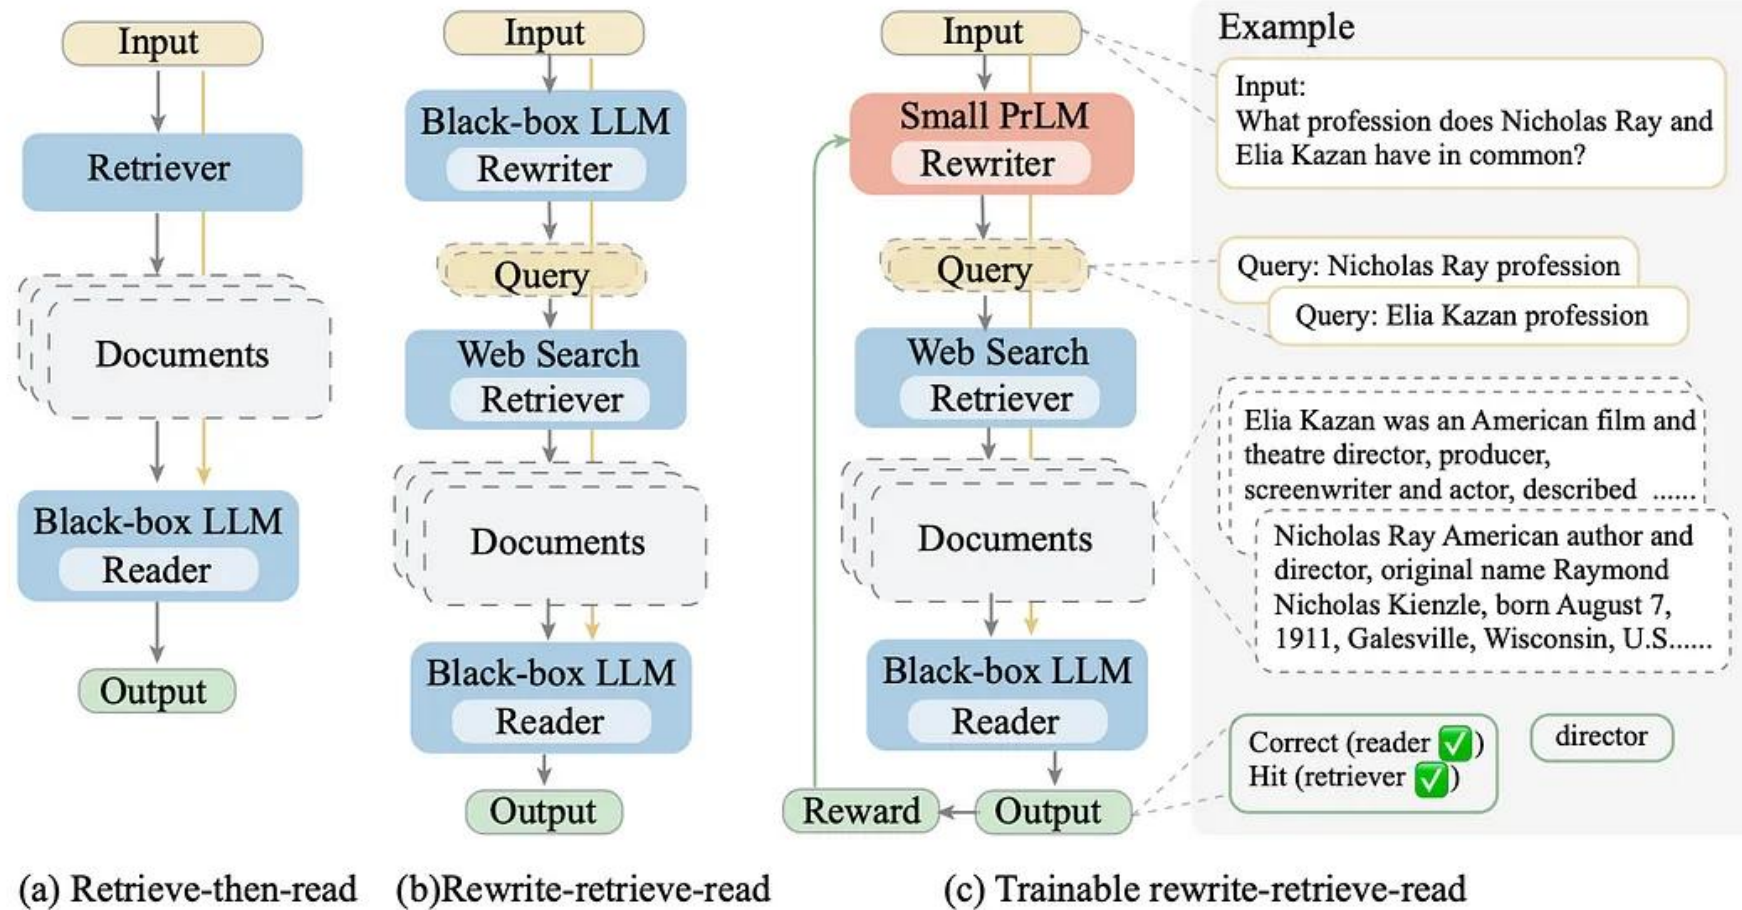 Input
Retriever
Documents
Black-box LLM
Reader
Output
(a) Retrieve-then-read
Input
Black-box LLM
Rewriter
Query
Web Search
Retriever
Documents
Black-box LLM
Reader
Output
(b)Rewrite-retrieve-read
Input
Small PrLM
Rewriter
Query
Web Search
Retriever
Documents
Black-box LLM
Reader
Reward
Output
(c) Trainable rewrite-retrieve-read
Example
Input:
What profession does Nicholas Ray and
Elia Kazan have in common?
Query: Nicholas Ray profession
Query: Elia Kazan profession
Elia Kazan was an American film and
theatre director, producer,
screenwriter and actor, described ......
Nicholas Ray American author and
director, original name Raymond
Nicholas Kienzle, born August 7,
1911, Galesville, Wisconsin, U.S......
Correct (reader ✅)
Hit (retriever ✅)
director